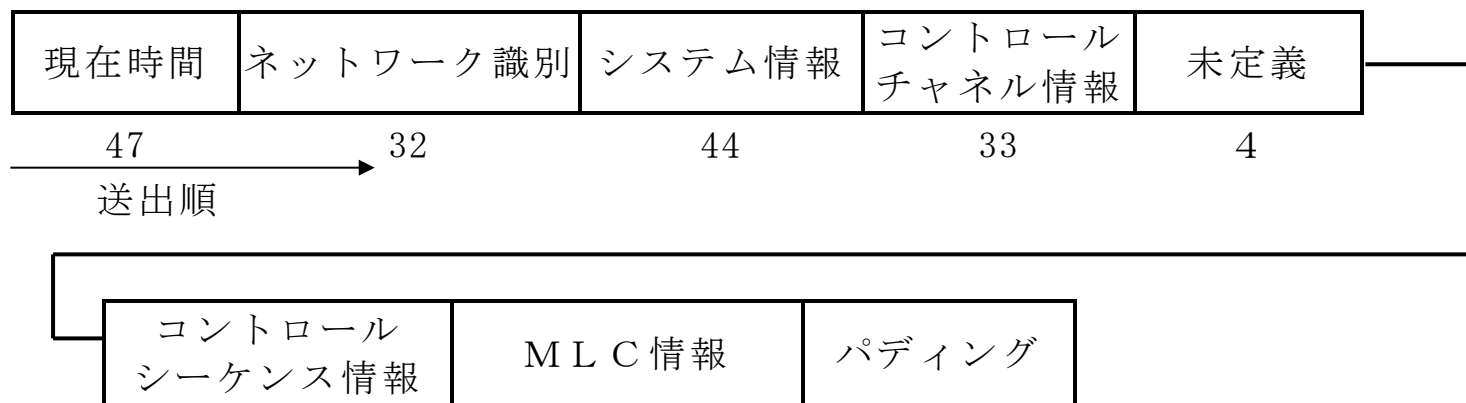 現在時間 ネットワーク識別 システム情報 コントロール
チャネル情報 未定義
47 32 44 33 4
送出順
コントロール
シーケンス情報 ＭＬＣ情報 パディング